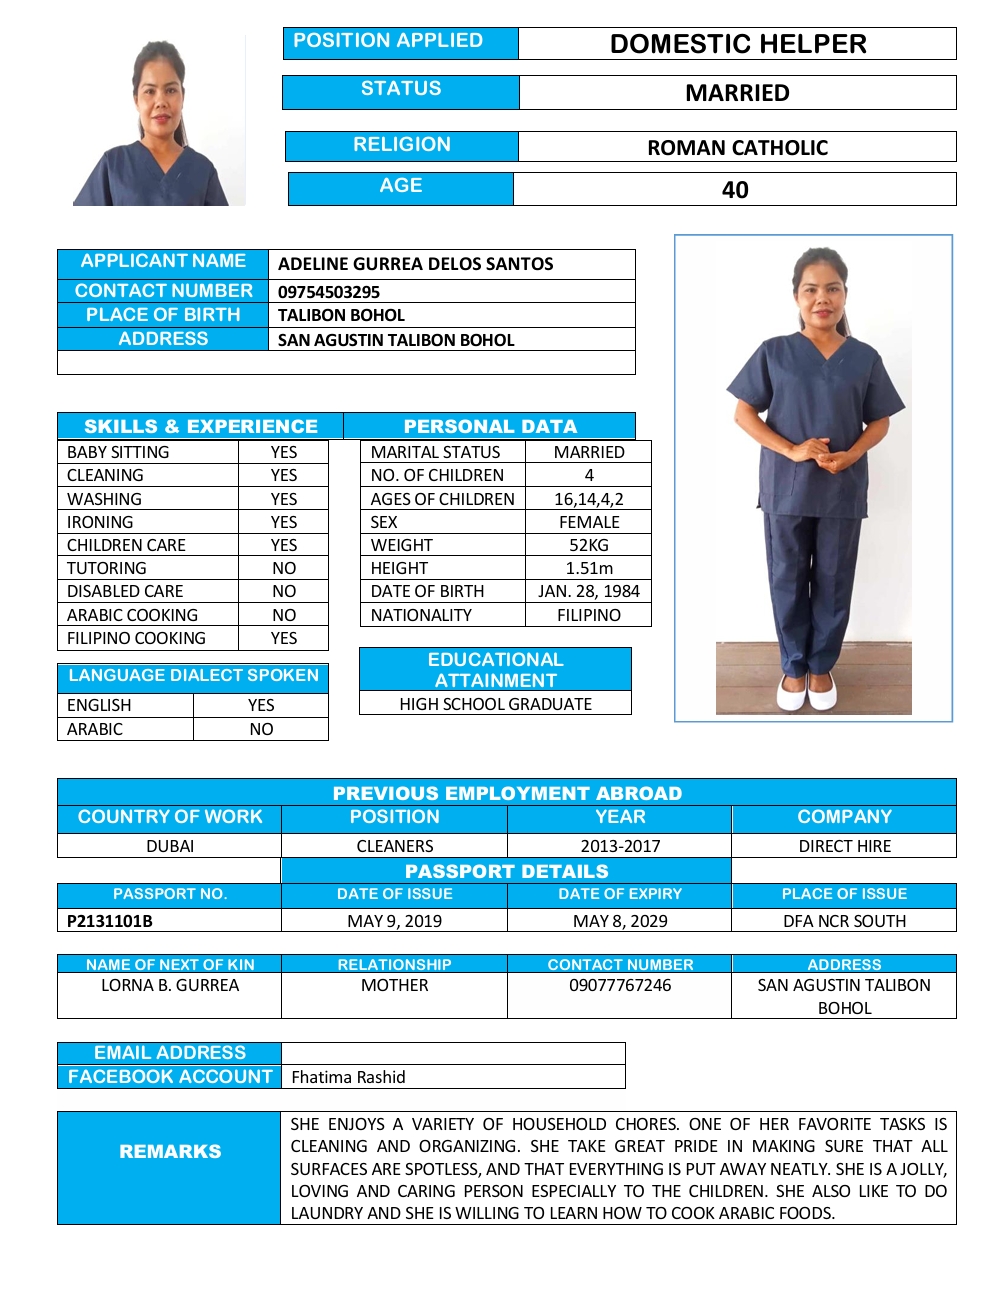 POSITION APPLIED DOMESTIC HELPER
STATUS MARRIED
RELIGION ROMAN CATHOLIC
AGE 40
APPLICANT NAME ADELINE GURREA DELOS SANTOS
CONTACT NUMBER 09754503295
PLACE OF BIRTH TALIBON BOHOL
ADDRESS SAN AGUSTIN TALIBON BOHOL
SKILLS & EXPERIENCE PERSONAL DATA
BABY SITTING YES MARITAL STATUS MARRIED
CLEANING YES NO. OF CHILDREN 4
WASHING YES AGES OF CHILDREN 16,14,4,2
IRONING YES SEX FEMALE
CHILDREN CARE YES WEIGHT 52KG
TUTORING NO HEIGHT 1.51m
DISABLED CARE NO DATE OF BIRTH JAN. 28, 1984
ARABIC COOKING NO NATIONALITY FILIPINO
FILIPINO COOKING YES
LANGUAGE DIALECT SPOKEN
ENGLISH YES
ARABIC NO
EDUCATIONAL
ATTAINMENT
HIGH SCHOOL GRADUATE
PREVIOUS EMPLOYMENT ABROAD
COUNTRY OF WORK POSITION YEAR COMPANY
DUBAI CLEANERS 2013-2017 DIRECT HIRE
PASSPORT DETAILS
PASSPORT NO. DATE OF ISSUE DATE OF EXPIRY PLACE OF ISSUE
P2131101B MAY 9, 2019 MAY 8, 2029 DFA NCR SOUTH
NAME OF NEXT OF KIN RELATIONSHIP CONTACT NUMBER ADDRESS
LORNA B. GURREA MOTHER 09077767246 SAN AGUSTIN TALIBON
BOHOL
EMAIL ADDRESS
FACEBOOK ACCOUNT Fhatima Rashid
REMARKS
SHE ENJOYS A VARIETY OF HOUSEHOLD CHORES. ONE OF HER FAVORITE TASKS IS
CLEANING AND ORGANIZING. SHE TAKE GREAT PRIDE IN MAKING SURE THAT ALL
SURFACES ARE SPOTLESS, AND THAT EVERYTHING IS PUT AWAY NEATLY. SHE IS A JOLLY,
LOVING AND CARING PERSON ESPECIALLY TO THE CHILDREN. SHE ALSO LIKE TO DO
LAUNDRY AND SHE IS WILLING TO LEARN HOW TO COOK ARABIC FOODS.